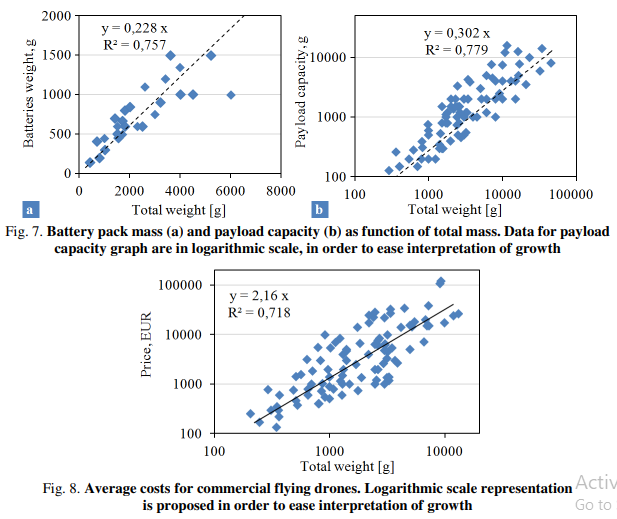 2000
1500
1000
500
0
0 2000 4000 6000 8000
Batteries weight, g
y = 0,228 x
R² = 0,757
Total weight [g]
a
10000
1000
100
100 1000 10000 100000
Payload capacity, g
y = 0,302 x
R² = 0,779
Total weight [g]
b
Fig. 7. Battery pack mass (a) and payload capacity (b) as function of total mass. Data for payload
capacity graph are in logarithmic scale, in order to ease interpretation of growth
100000
10000
1000
100
100 1000 10000
Price, EUR
y = 2,16 x
R² = 0,718
Total weight [g]
Fig. 8. Average costs for commercial flying drones. Logarithmic scale representation
is proposed in order to ease interpretation of growth
Activ
Go to